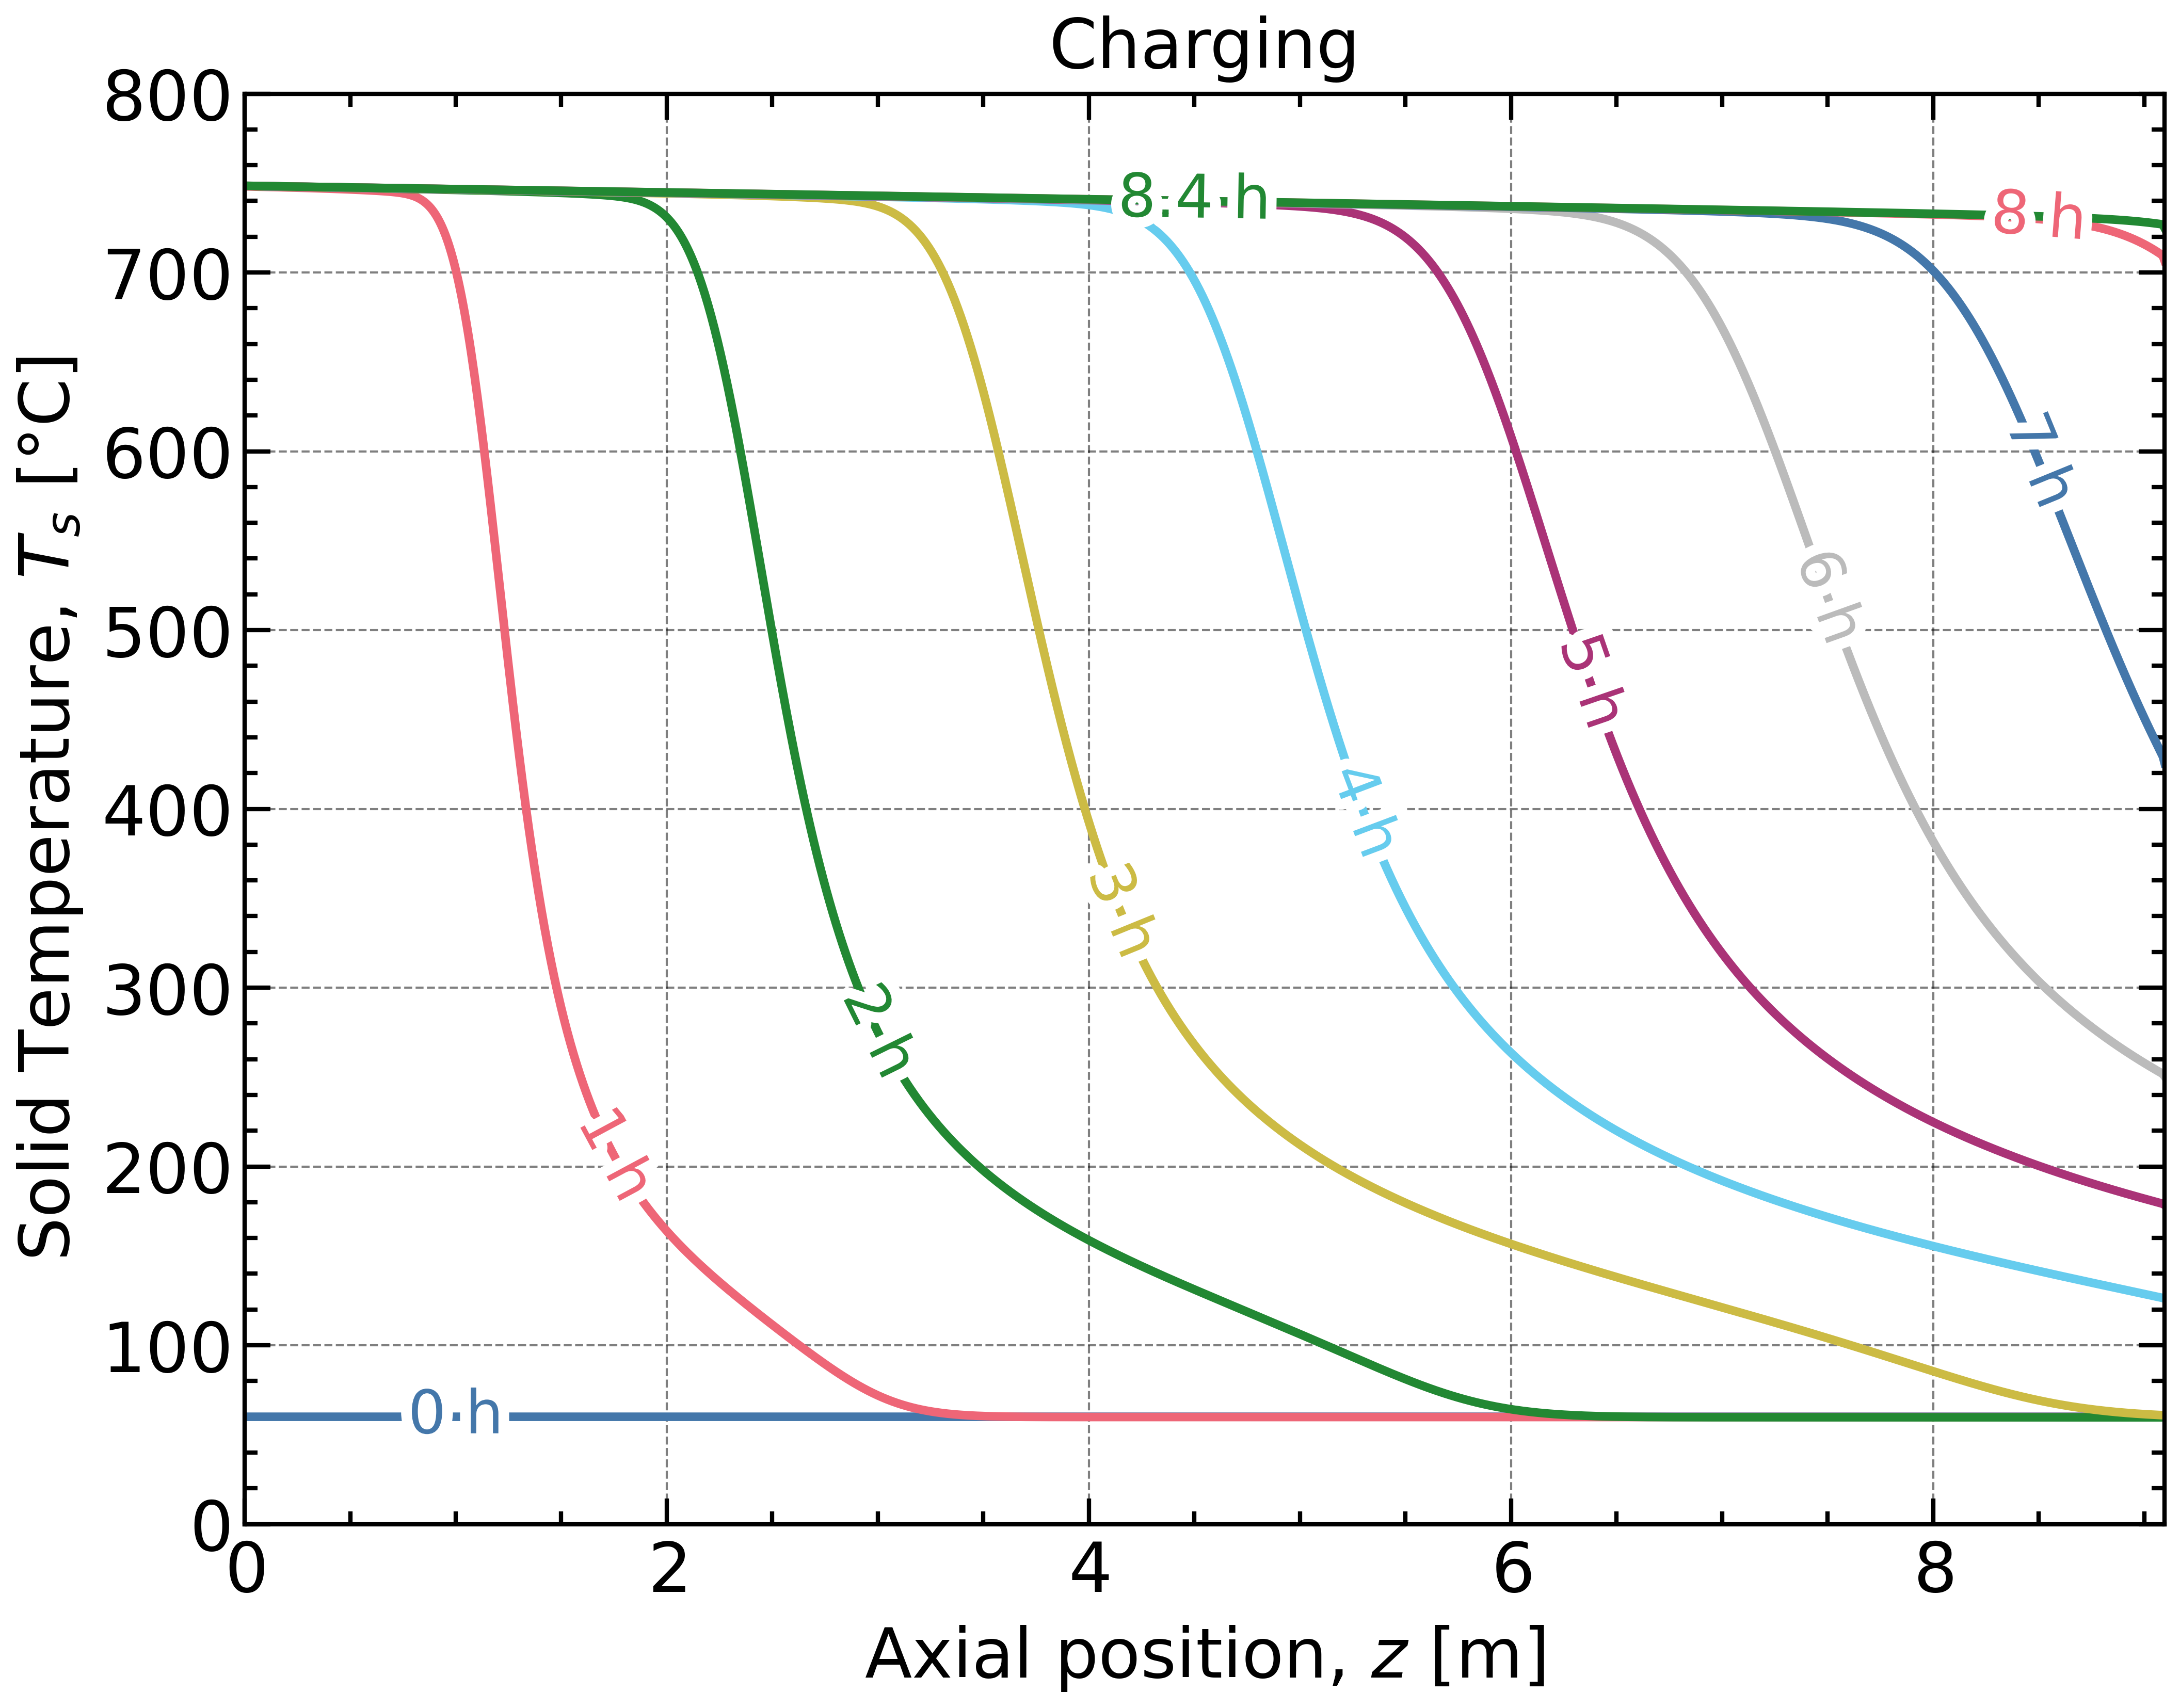 Charging
800
700
600
500
400
300
200
100
0
Solid Temperature, T_s [°C]
8.4 h
8 h
7 h
6 h
5 h
4 h
3 h
2 h
1 h
0 h
0 2 4 6 8
Axial position, z [m]